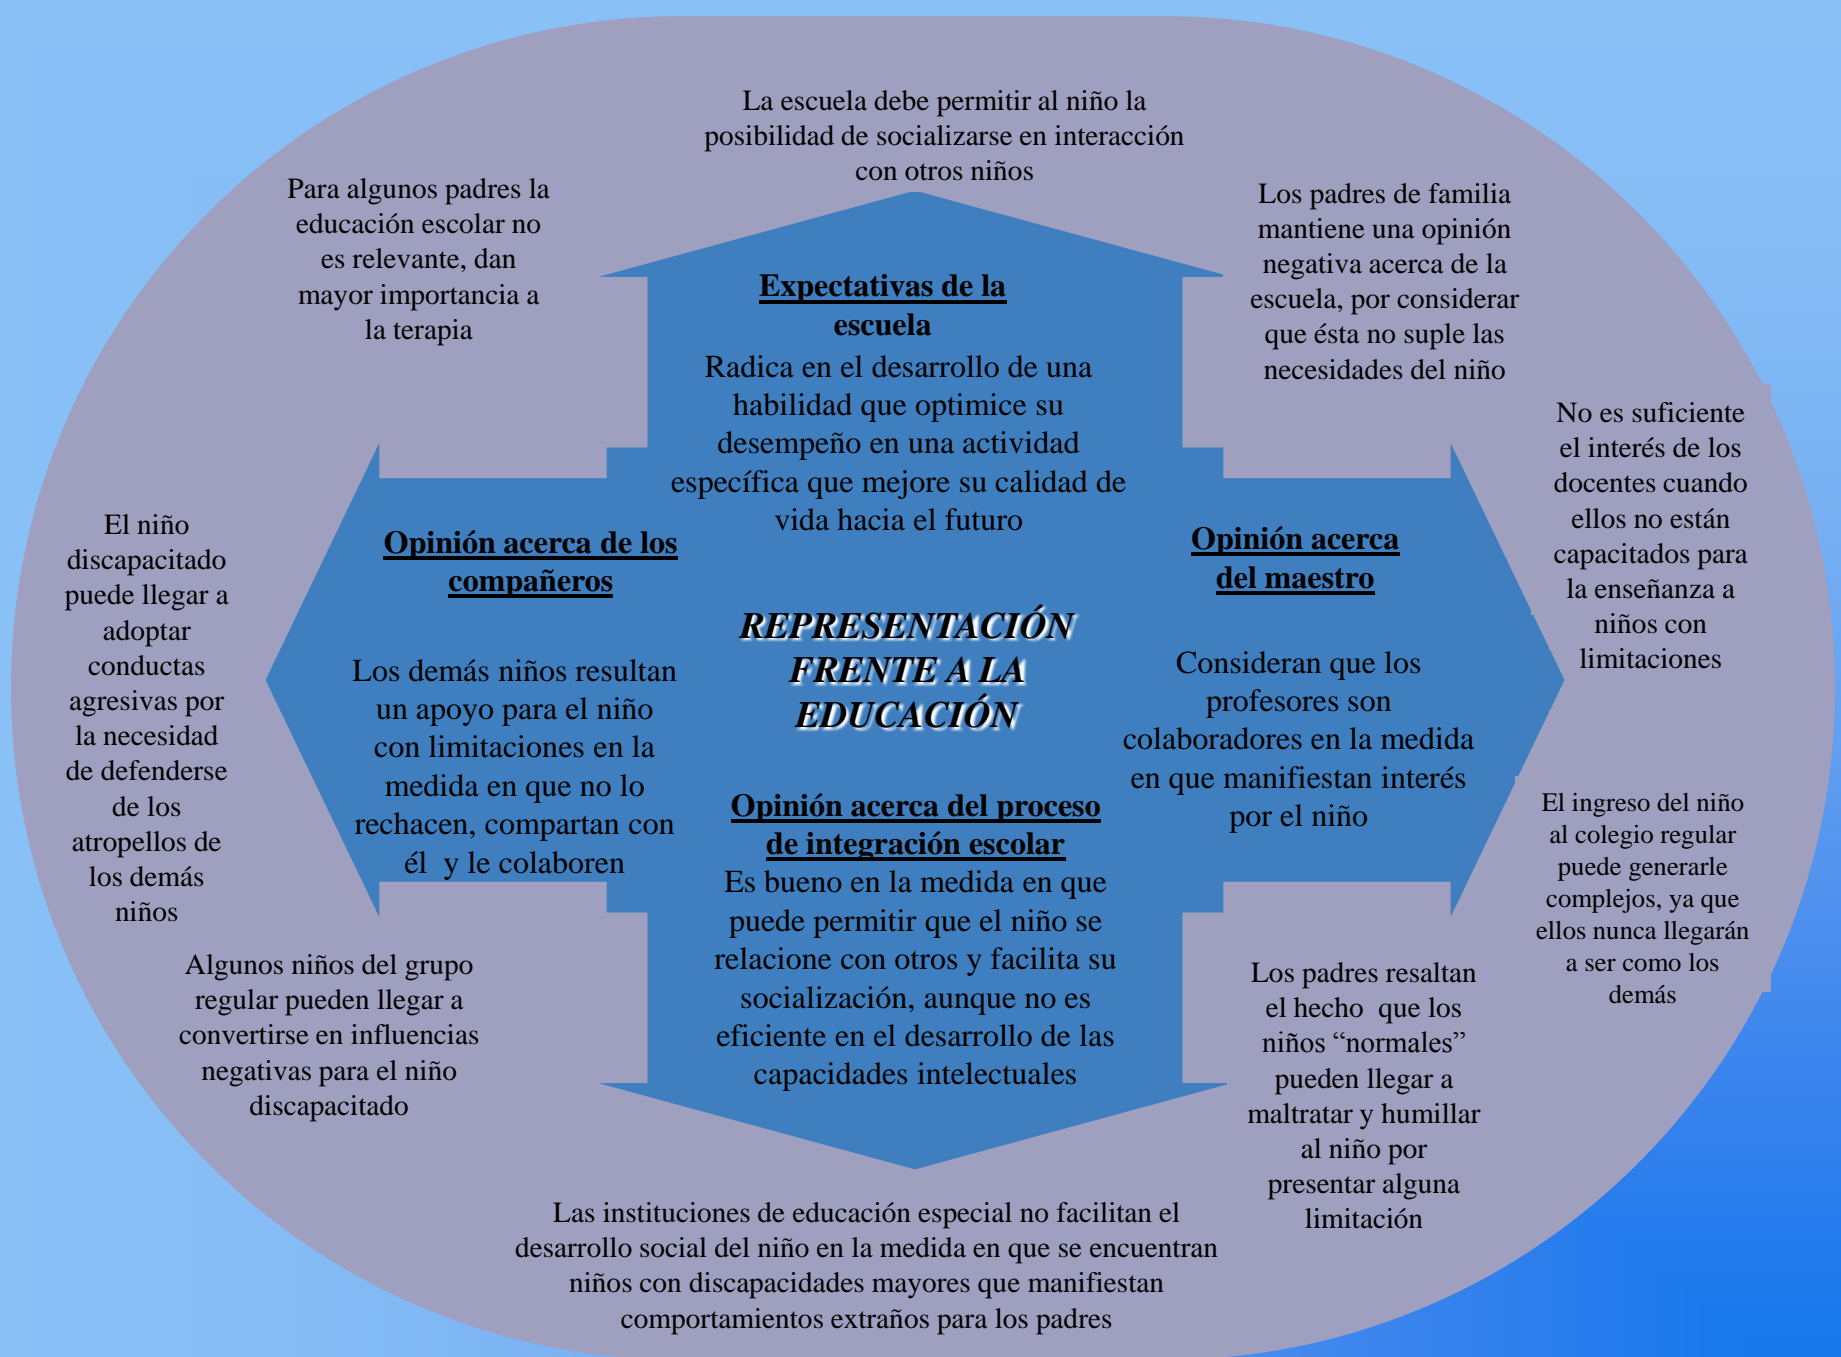 La escuela debe permitir al niño la
posibilidad de socializarse en interacción
con otros niños
Para algunos padres la
educación escolar no
es relevante, dan
mayor importancia a
la terapia
Los padres de familia
mantiene una opinión
negativa acerca de la
escuela, por considerar
que ésta no suple las
necesidades del niño
Expectativas de la
escuela
Radica en el desarrollo de una
habilidad que optimice su
desempeño en una actividad
específica que mejore su calidad de
vida hacia el futuro
No es suficiente
el interés de los
docentes cuando
ellos no están
capacitados para
la enseñanza a
niños con
limitaciones
El niño
discapacitado
puede llegar a
adoptar
conductas
agresivas por
la necesidad
de defenderse
de los
atropellos de
los demás
niños
Opinión acerca de los
compañeros
Los demás niños resultan
un apoyo para el niño
con limitaciones en la
medida en que no lo
rechacen, compartan con
él  y le colaboren
REPRESENTACIÓN
FRENTE A LA
EDUCACIÓN
Opinión acerca
del maestro
Consideran que los
profesores son
colaboradores en la medida
en que manifiestan interés
por el niño
Opinión acerca del proceso
de integración escolar
Es bueno en la medida en que
puede permitir que el niño se
relacione con otros y facilita su
socialización, aunque no es
eficiente en el desarrollo de las
capacidades intelectuales
El ingreso del niño
al colegio regular
puede generarle
complejos, ya que
ellos nunca llegarán
a ser como los
demás
Algunos niños del grupo
regular pueden llegar a
convertirse en influencias
negativas para el niño
discapacitado
Los padres resaltan
el hecho  que los
niños “normales”
pueden llegar a
maltratar y humillar
al niño por
presentar alguna
limitación
Las instituciones de educación especial no facilitan el
desarrollo social del niño en la medida en que se encuentran
niños con discapacidades mayores que manifiestan
comportamientos extraños para los padres